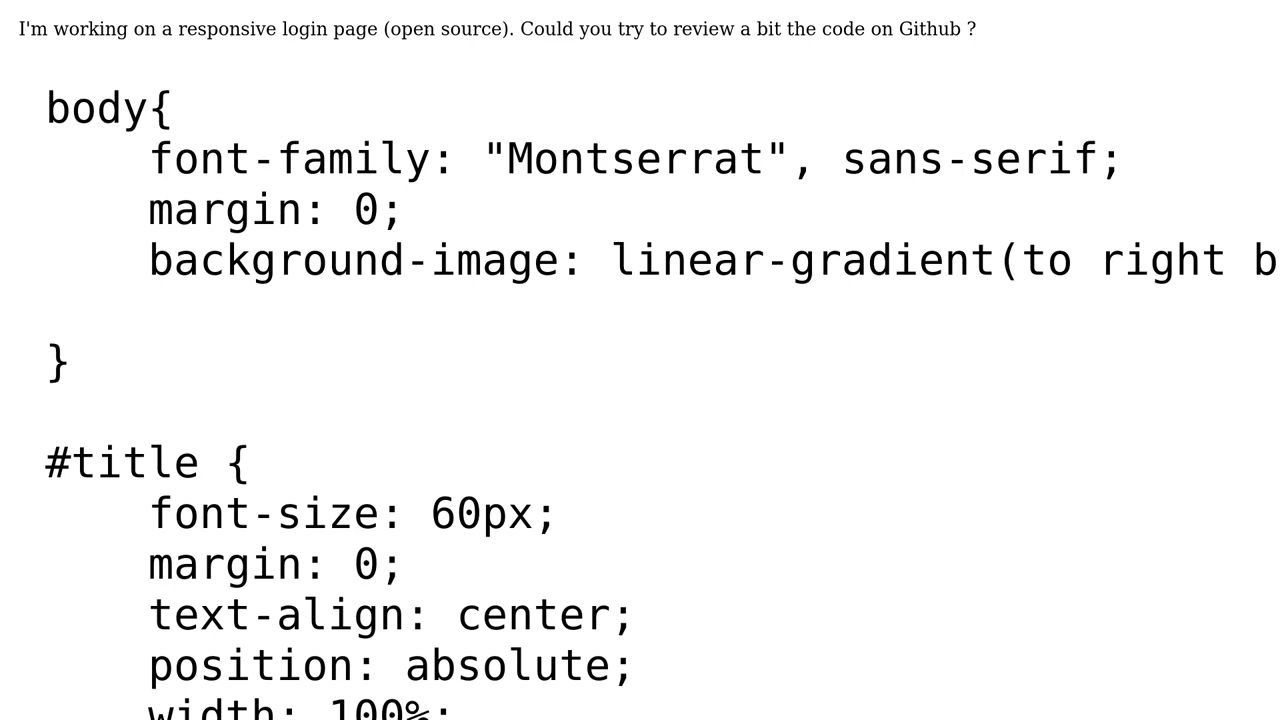 I'm working on a responsive login page (open source). Could you try to review a bit the code on Github ?
body{
font-family: "Montserrat", sans-serif;
margin: 0;
background-image: linear-gradient(to right b
}
#title {
font-size: 60px;
margin: 0;
text-align: center;
position: absolute;
width: 100%;